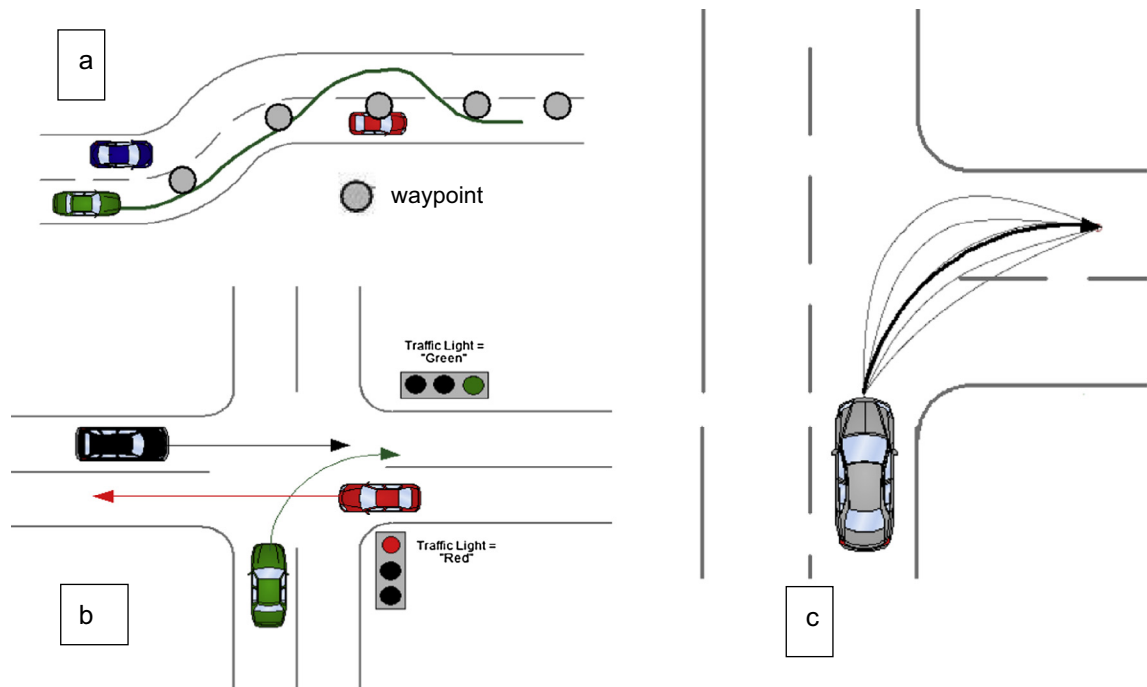 a
waypoint
Traffic Light =
"Green"
Traffic Light =
"Red"
b
c